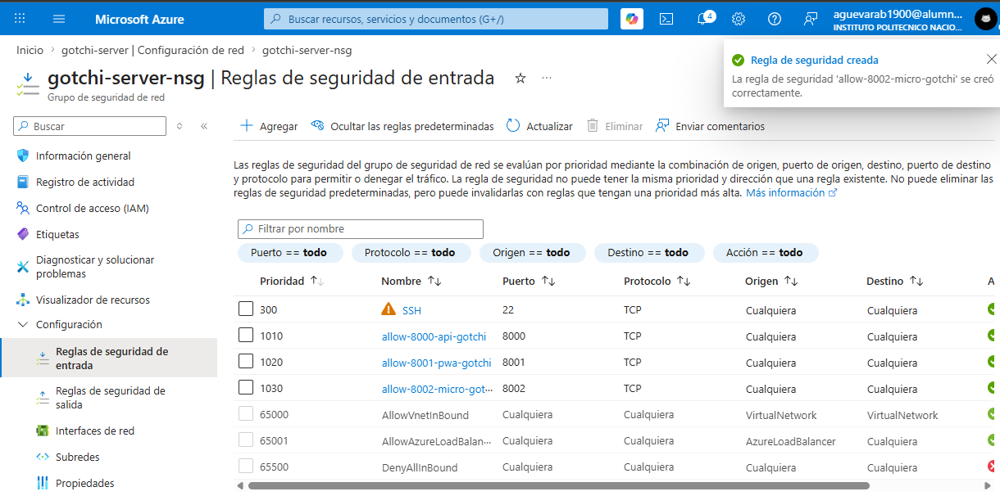 Microsoft Azure
Buscar recursos, servicios y documentos (G+/)
4
aguevarab1900@alumn...
INSTITUTO POLITECNICO NACIO...
Inicio > gotchi-server | Configuración de red > gotchi-server-nsg
Regla de seguridad creada
La regla de seguridad 'allow-8002-micro-gotchi' se creó
correctamente.
gotchi-server-nsg | Reglas de seguridad de entrada
Grupo de seguridad de red
Buscar
Agregar Ocultar las reglas predeterminadas Actualizar Eliminar Enviar comentarios
Información general
Registro de actividad
Control de acceso (IAM)
Etiquetas
Diagnosticar y solucionar
problemas
Visualizador de recursos
Configuración
Reglas de seguridad de
entrada
Reglas de seguridad de
salida
Interfaces de red
Subredes
Propiedades
Las reglas de seguridad del grupo de seguridad de red se evalúan por prioridad mediante la combinación de origen, puerto de origen, destino, puerto de destino
y protocolo para permitir o denegar el tráfico. La regla de seguridad no puede tener la misma prioridad y dirección que una regla existente. No puede eliminar las
reglas de seguridad predeterminadas, pero puede invalidarlas con reglas que tengan una prioridad más alta. Más información
Filtrar por nombre
Puerto == todo Protocolo == todo Origen == todo Destino == todo Acción == todo
Prioridad Nombre Puerto Protocolo Origen Destino A
300 SSH 22 TCP Cualquiera Cualquiera
1010 allow-8000-api-gotchi 8000 TCP Cualquiera Cualquiera
1020 allow-8001-pwa-gotchi 8001 TCP Cualquiera Cualquiera
1030 allow-8002-micro-got... 8002 TCP Cualquiera Cualquiera
65000 AllowVnetInBound Cualquiera Cualquiera VirtualNetwork VirtualNetwork
65001 AllowAzureLoadBalan... Cualquiera Cualquiera AzureLoadBalancer Cualquiera
65500 DenyAllInBound Cualquiera Cualquiera Cualquiera Cualquiera